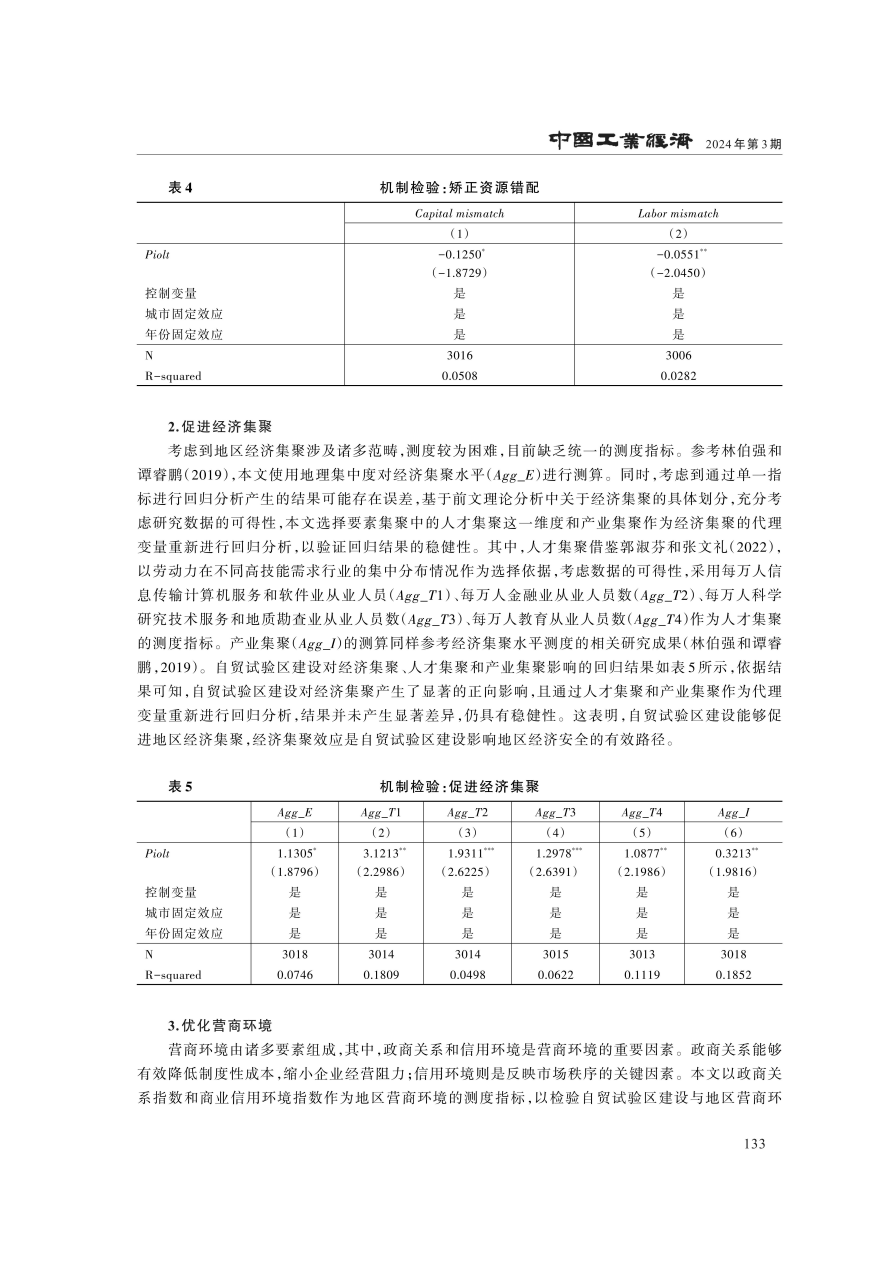 中國工業經濟 2024年第3期
表4 机制检验:矫正资源错配
Capital mismatch Labor mismatch
(1) (2)
Piolt -0.1250* -0.0551**
(-1.8729) (-2.0450)
控制变量 是 是
城市固定效应 是 是
年份固定效应 是 是
N 3016 3006
R-squared 0.0508 0.0282
2.促进经济集聚
考虑到地区经济集聚涉及诸多范畴,测度较为困难,目前缺乏统一的测度指标。参考林伯强和
谭睿鹏(2019),本文使用地理集中度对经济集聚水平(Agg_E)进行测算。同时,考虑到通过单一指
标进行回归分析产生的结果可能存在误差,基于前文理论分析中关于经济集聚的具体划分,充分考
虑研究数据的可得性,本文选择要素集聚中的人才集聚这一维度和产业集聚作为经济集聚的代理
变量重新进行回归分析,以验证回归结果的稳健性。其中,人才集聚借鉴郭淑芬和张文礼(2022),
以劳动力在不同高技能需求行业的集中分布情况作为选择依据,考虑数据的可得性,采用每万人信
息传输计算机服务和软件业从业人员(Agg_T1)、每万人金融业从业人员数(Agg_T2)、每万人科学
研究技术服务和地质勘查业从业人员数(Agg_T3)、每万人教育从业人员数(Agg_T4)作为人才集聚
的测度指标。产业集聚(Agg_I)的测算同样参考经济集聚水平测度的相关研究成果(林伯强和谭睿
鹏,2019)。自贸试验区建设对经济集聚、人才集聚和产业集聚影响的回归结果如表5所示,依据结
果可知,自贸试验区建设对经济集聚产生了显著的正向影响,且通过人才集聚和产业集聚作为代理
变量重新进行回归分析,结果并未产生显著差异,仍具有稳健性。这表明,自贸试验区建设能够促
进地区经济集聚,经济集聚效应是自贸试验区建设影响地区经济安全的有效路径。
表5 机制检验:促进经济集聚
Agg_E Agg_T1 Agg_T2 Agg_T3 Agg_T4 Agg_I
(1) (2) (3) (4) (5) (6)
Piolt 1.1305* 3.1213** 1.9311*** 1.2978*** 1.0877** 0.3213**
(1.8796) (2.2986) (2.6225) (2.6391) (2.1986) (1.9816)
控制变量 是 是 是 是 是 是
城市固定效应 是 是 是 是 是 是
年份固定效应 是 是 是 是 是 是
N 3018 3014 3014 3015 3013 3018
R-squared 0.0746 0.1809 0.0498 0.0622 0.1119 0.1852
3.优化营商环境
营商环境由诸多要素组成,其中,政商关系和信用环境是营商环境的重要因素。政商关系能够
有效降低制度性成本,缩小企业经营阻力;信用环境则是反映市场秩序的关键因素。本文以政商关
系指数和商业信用环境指数作为地区营商环境的测度指标,以检验自贸试验区建设与地区营商环
133